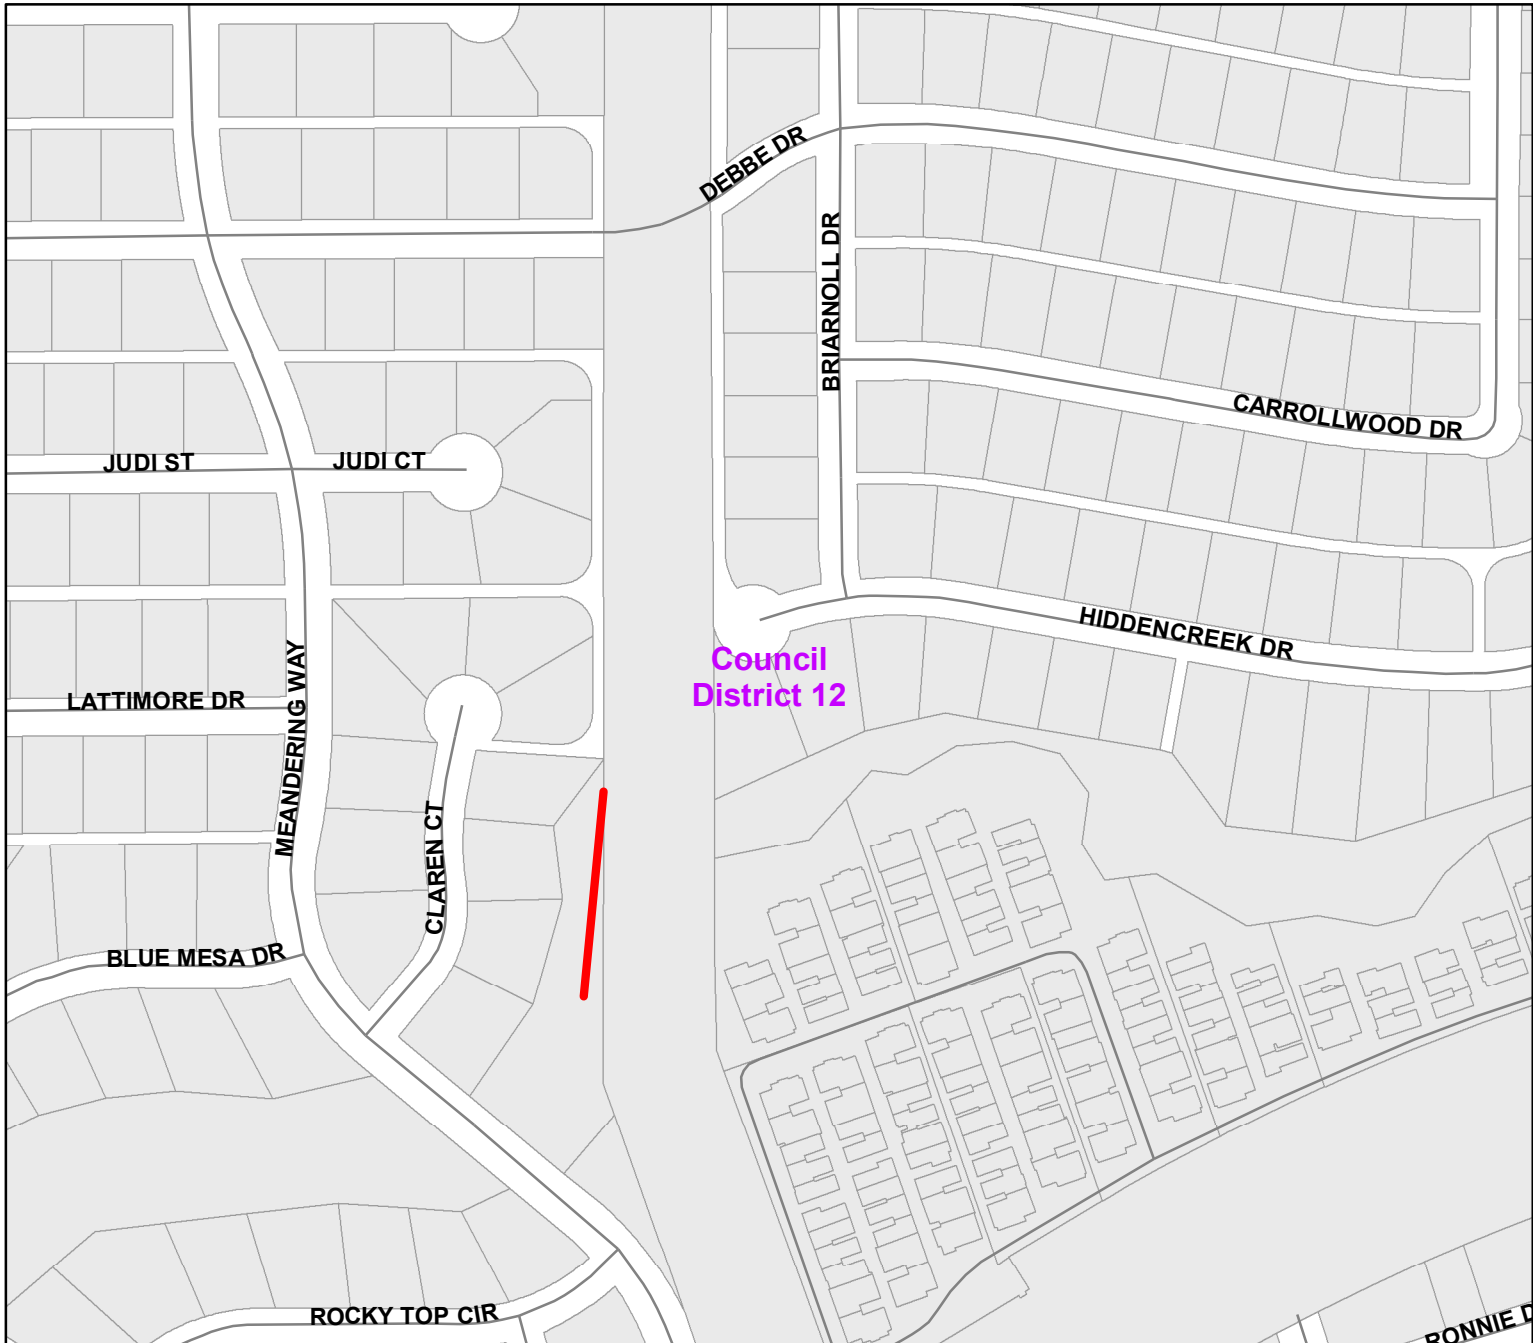 DEBBE DR
BRIARNOLL DR
CARROLLWOOD DR
JUDI ST
JUDI CT
HIDDENCREEK DR
Council
District 12
LATTIMORE DR
MEANDERING WAY
CLAREN CT
BLUE MESA DR
ROCKY TOP CIR
RONNIE D